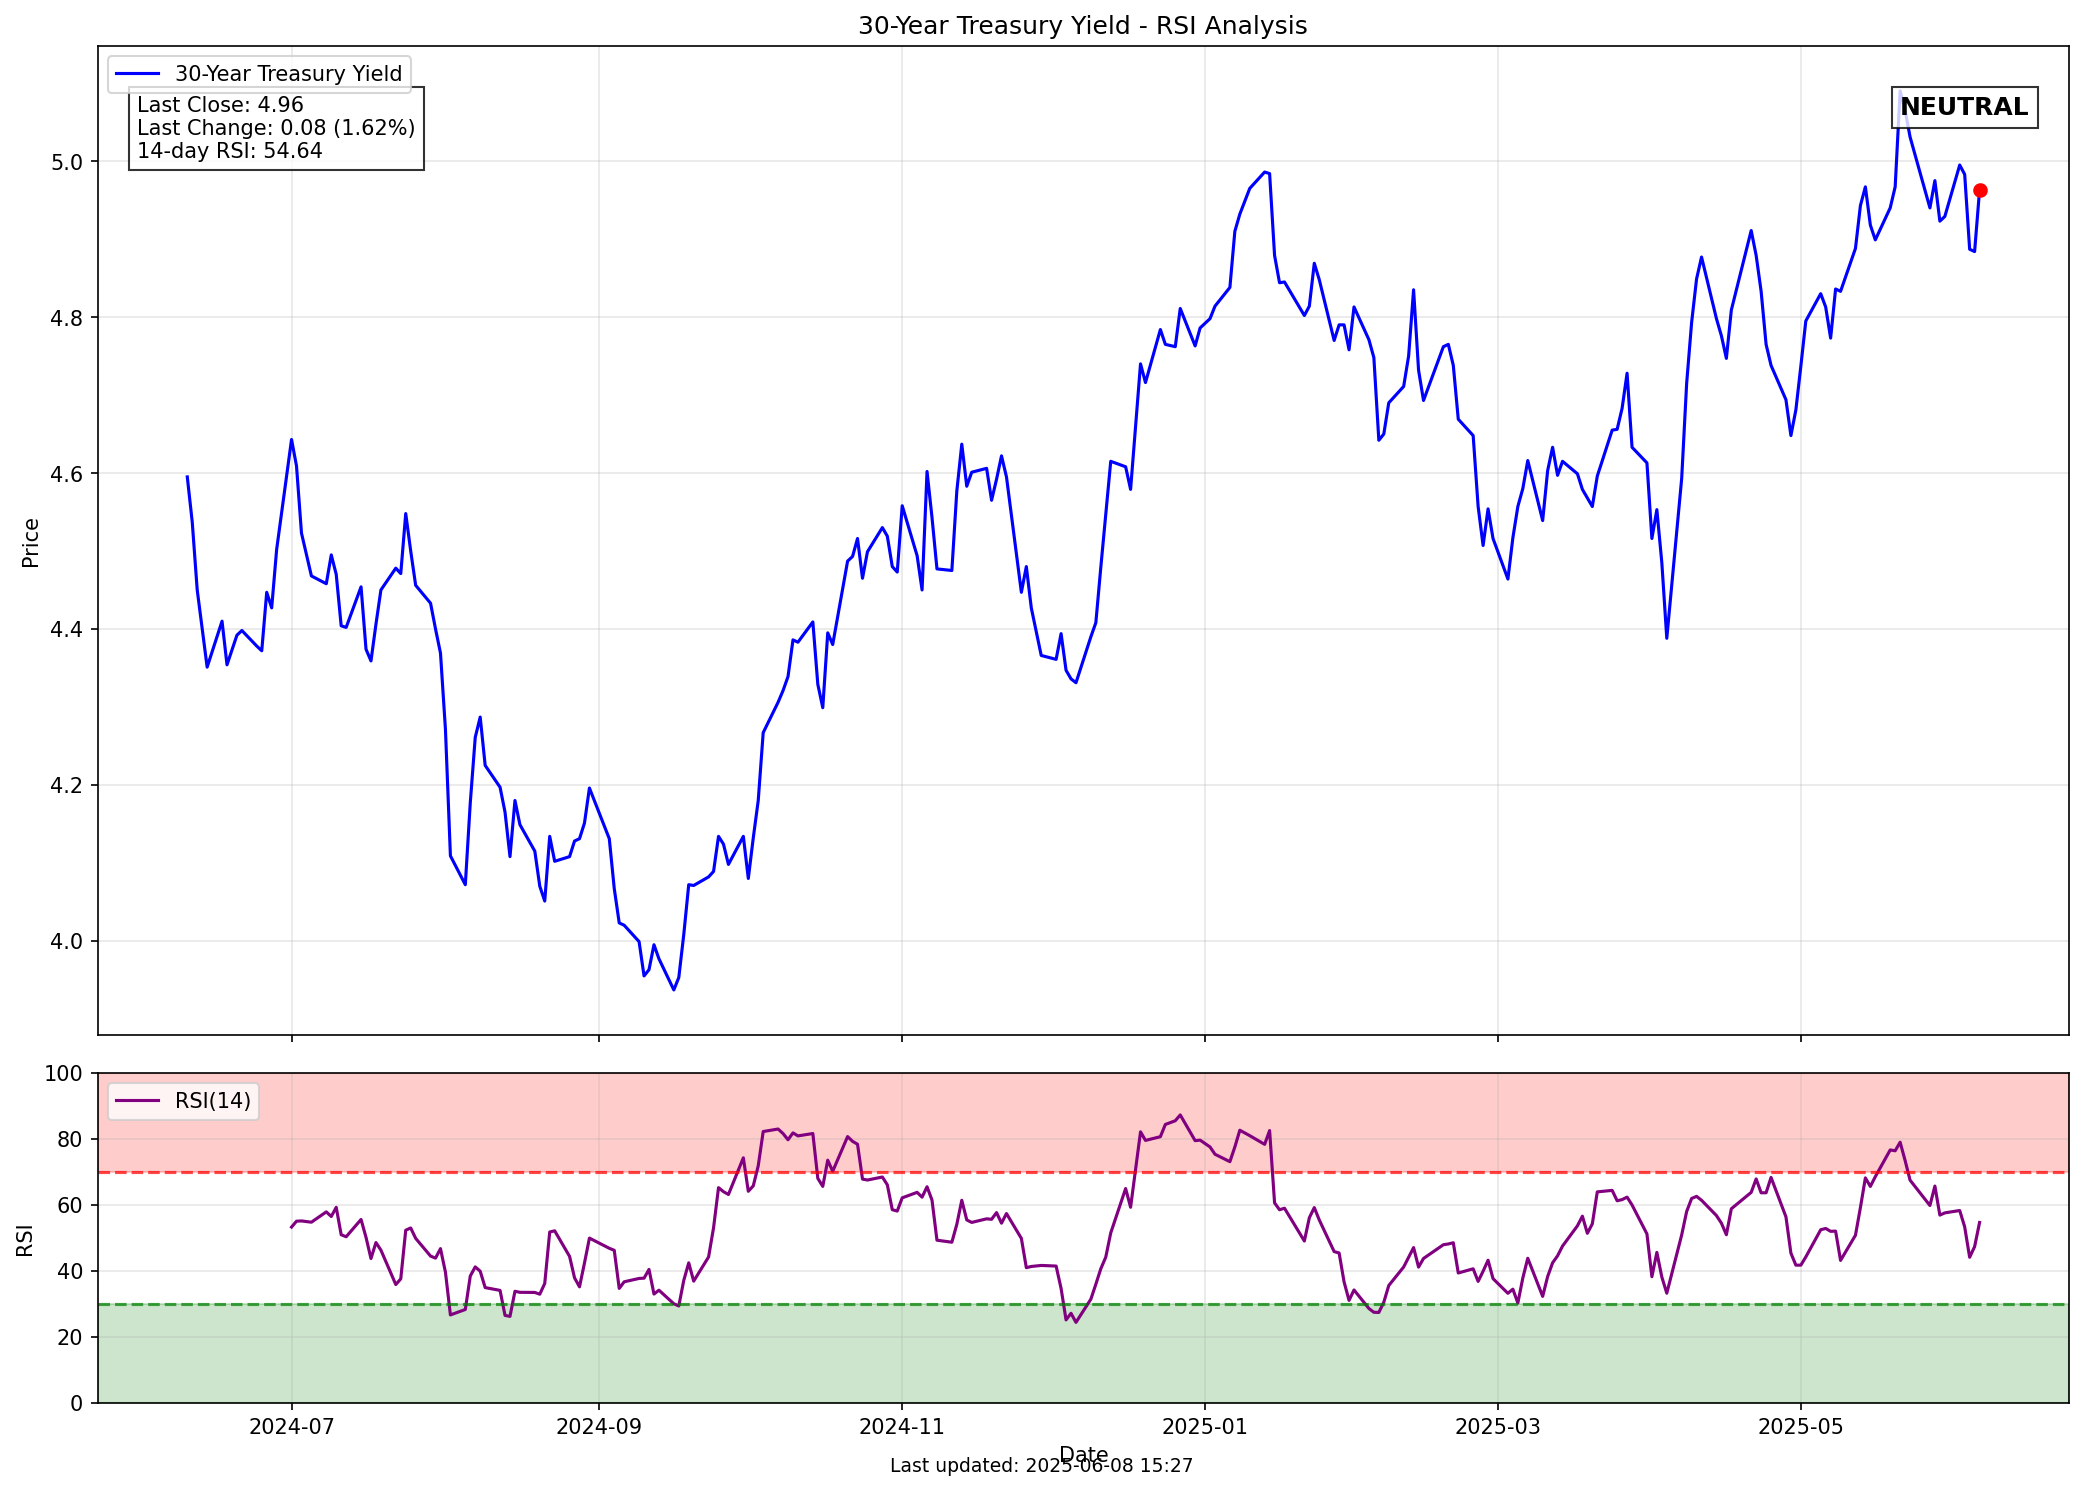 30-Year Treasury Yield - RSI Analysis
30-Year Treasury Yield
Last Close: 4.96
Last Change: 0.08 (1.62%)
14-day RSI: 54.64
NEUTRAL
Price
5.0
4.8
4.6
4.4
4.2
4.0
RSI(14)
RSI
100
80
60
40
20
0
2024-07
2024-09
2024-11
2025-01
2025-03
2025-05
Date
Last updated: 2025-06-08 15:27